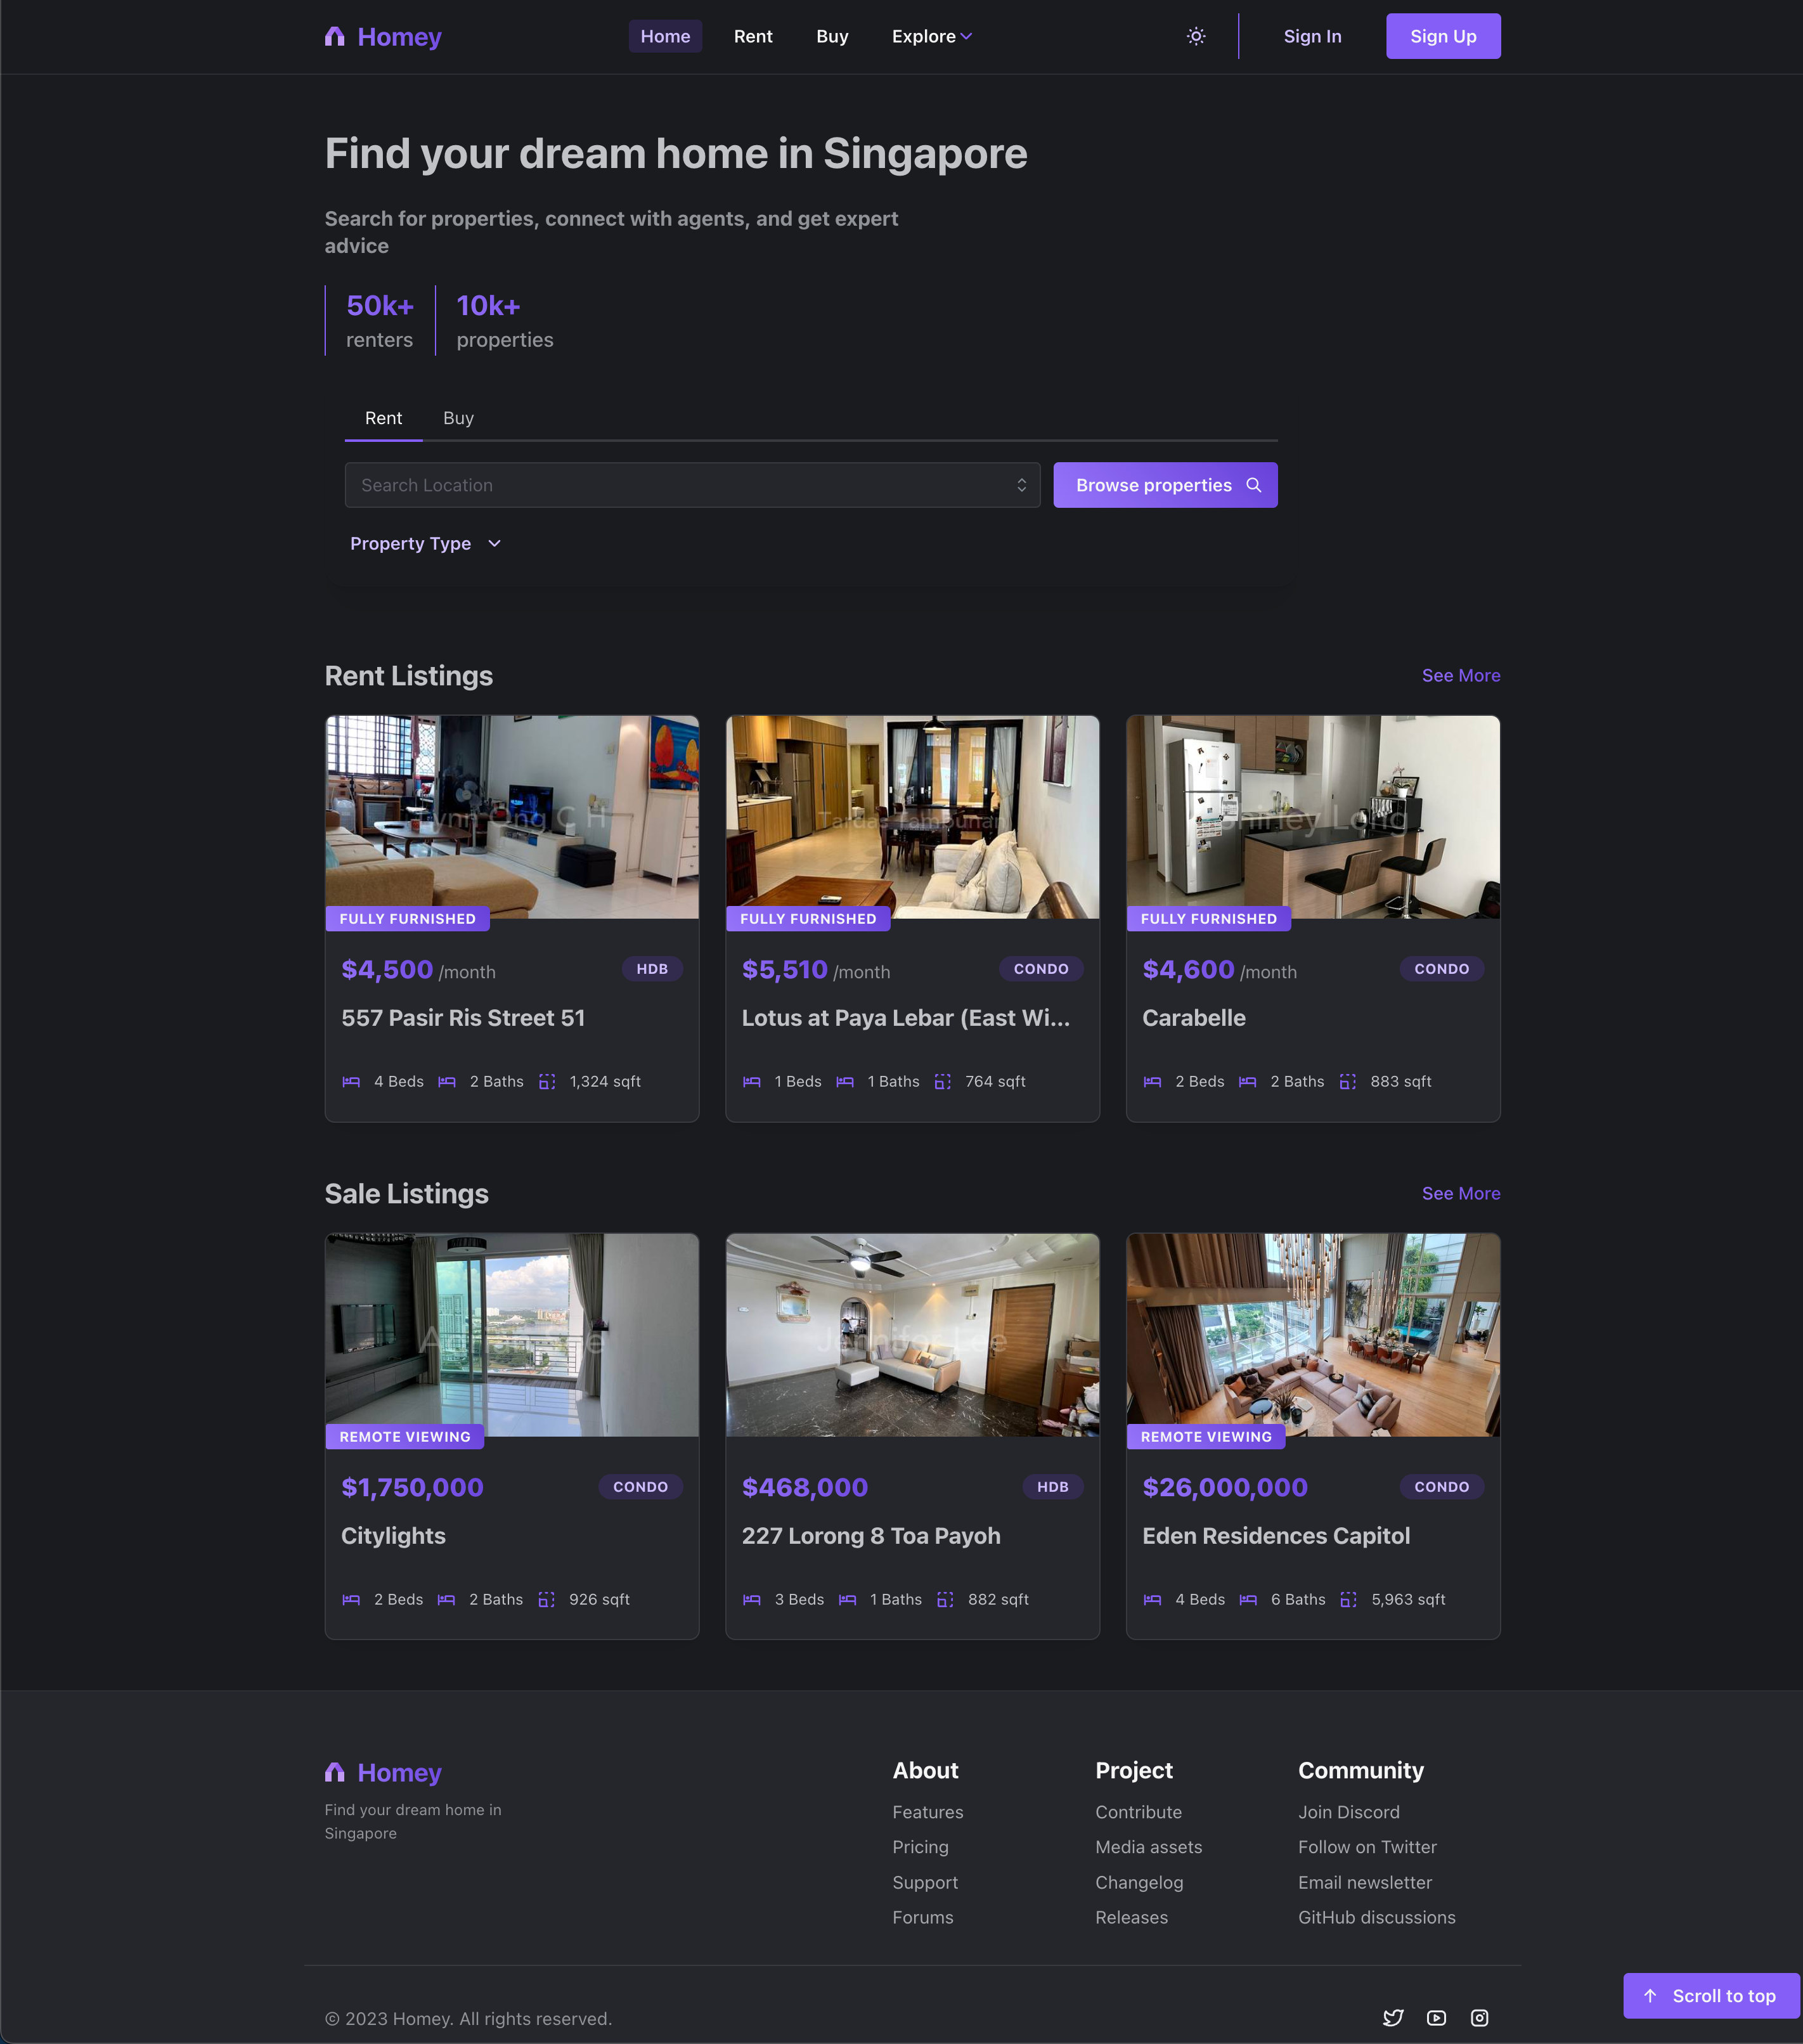 Homey
Home Rent Buy Explore
Sign In Sign Up
Find your dream home in Singapore
Search for properties, connect with agents, and get expert
advice
50k+ 10k+
renters properties
Rent Buy
Search Location
Browse properties
Property Type
Rent Listings See More
Tardas Tambunan
FULLY FURNISHED FULLY FURNISHED FULLY FURNISHED
$4,500 /month HDB
557 Pasir Ris Street 51
4 Beds 2 Baths 1,324 sqft
$5,510 /month CONDO
Lotus at Paya Lebar (East Wi...
1 Beds 1 Baths 764 sqft
$4,600 /month CONDO
Carabelle
2 Beds 2 Baths 883 sqft
Sale Listings See More
Jennifer Lee
REMOTE VIEWING REMOTE VIEWING
$1,750,000 CONDO
Citylights
2 Beds 2 Baths 926 sqft
$468,000 HDB
227 Lorong 8 Toa Payoh
3 Beds 1 Baths 882 sqft
$26,000,000 CONDO
Eden Residences Capitol
4 Beds 6 Baths 5,963 sqft
Homey
Find your dream home in
Singapore
About
Features
Pricing
Support
Forums
Project
Contribute
Media assets
Changelog
Releases
Community
Join Discord
Follow on Twitter
Email newsletter
GitHub discussions
Scroll to top
© 2023 Homey. All rights reserved.